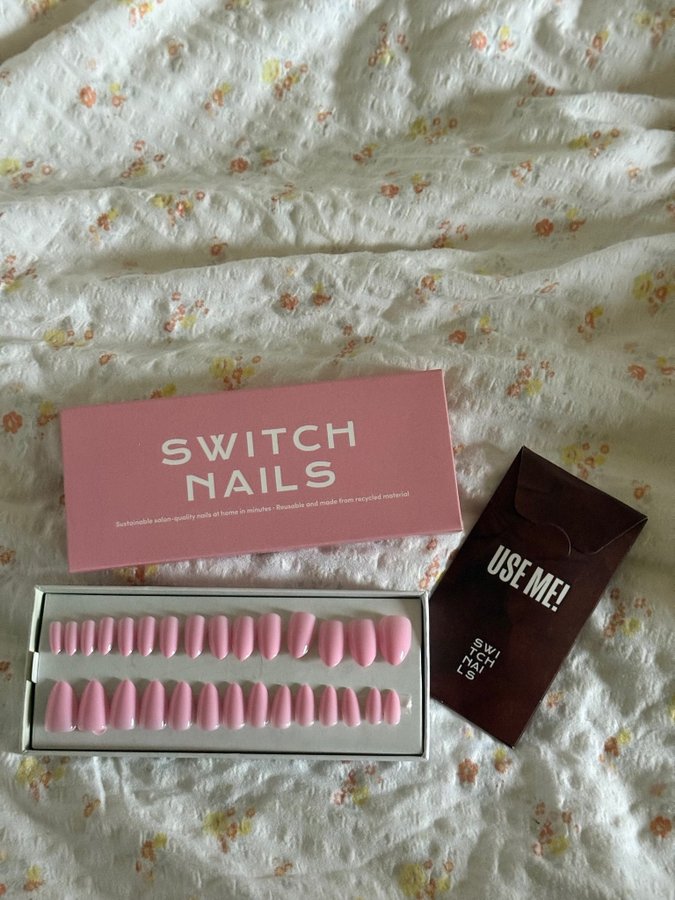 SWITCH
NAILS
Sustainable salon-quality nails at home in minutes - Reusable and made from recycled material
USE ME!
SWI
TCH
NAI
LS